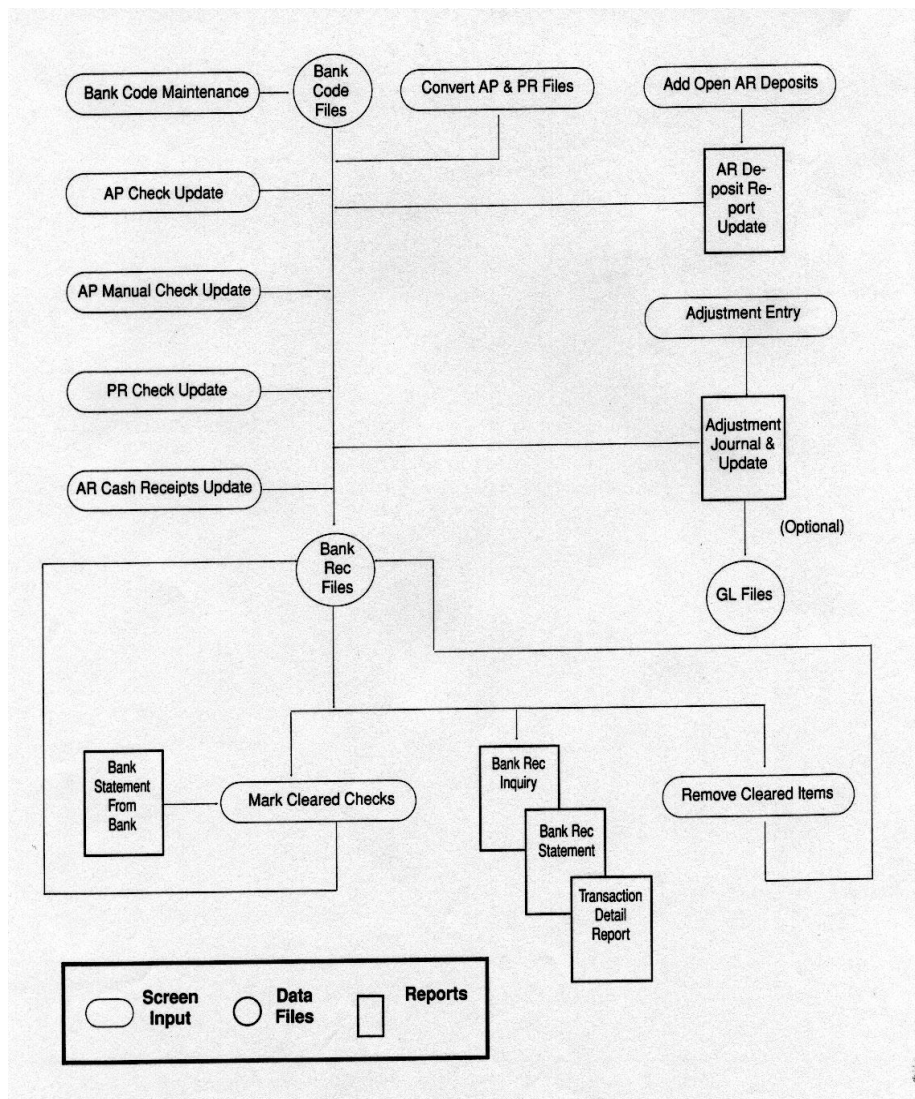 Bank
Code
Files
Bank Code Maintenance
Convert AP & PR Files
Add Open AR Deposits
AR De-
posit Re-
port
Update
AP Check Update
AP Manual Check Update
Adjustment Entry
PR Check Update
Adjustment
Journal &
Update
AR Cash Receipts Update
(Optional)
Bank
Rec
Files
GL Files
Bank
Statement
From
Bank
Mark Cleared Checks
Bank Rec
Inquiry
Remove Cleared Items
Bank Rec
Statement
Transaction
Detail
Report
Screen
Input
Data
Files
Reports